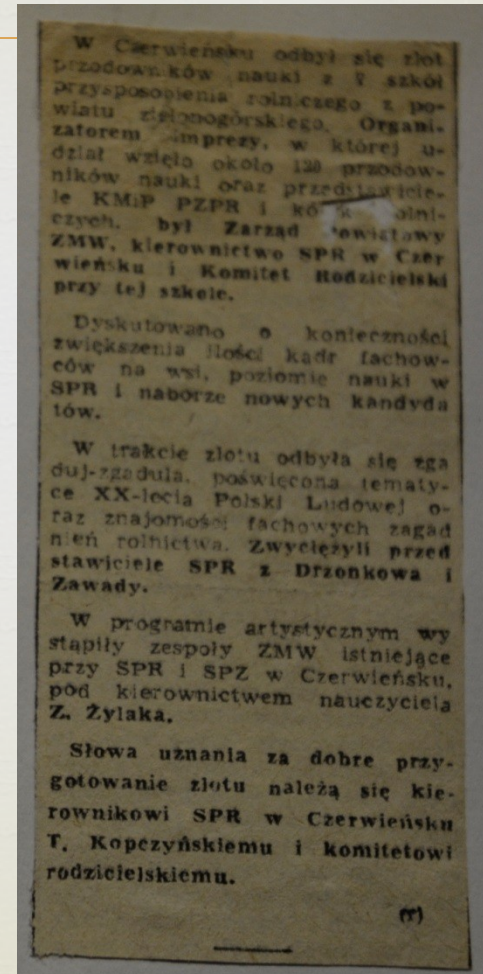 W Czerwieńsku odbył się zlot
przodowników nauki z 7 szkół
przysposobienia rolniczego z po-
wiatu zielonogórskiego. Organi-
zatorem imprezy, w której u-
dział wzięło około 120 przodow-
ników nauki oraz przedstawicie-
le KMiP PZPR i
czych, był Zarząd Powiatowy
ZMW, kierownictwo SPR w Czer
wieńsku i Komitet Rodzicielski
przy tej szkole.
Dyskutowano o konieczności
zwiększenia ilości kadr fachow-
ców na wsi, poziomie nauki w
SPR i naborze nowych kandyda
tów.
W trakcie zlotu odbyła się zga
duj-zgadula, poświęcona tematy-
ce XX-lecia Polski Ludowej o-
raz znajomości fachowych zagad
nień rolnictwa. Zwyciężyli przed
stawiciele SPR z Drzonkowa i
Zawady.
W programie artystycznym wy
stąpiły zespoły ZMW istniejące
przy SPR i SPZ w Czerwieńsku,
pod kierownictwem nauczyciela
Z. Żylaka.
Słowa uznania za dobre przy-
gotowanie zlotu należą się kie-
rownikowi SPR w Czerwieńsku
T. Kopczyńskiemu i komitetowi
rodzicielskiemu.
(r)